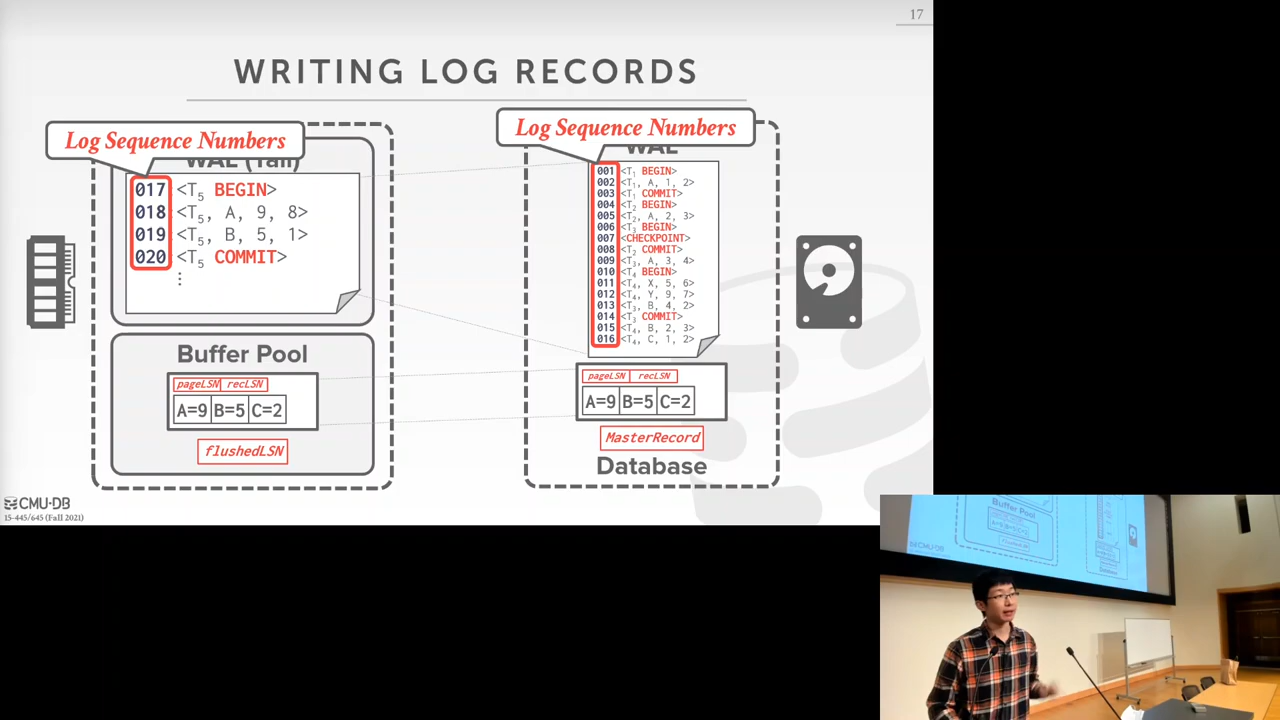 17
WRITING LOG RECORDS
Log Sequence Numbers
WAL (Tail)
017 <T5 BEGIN>
018 <T5, A, 9, 8>
019 <T5, B, 5, 1>
020 <T5 COMMIT>
⋮
Buffer Pool
pageLSN recLSN
A=9 B=5 C=2
flushedLSN
Log Sequence Numbers
WAL
001 <T1 BEGIN>
002 <T1, A, 1, 2>
003 <T1 COMMIT>
004 <T2 BEGIN>
005 <T2, A, 2, 3>
006 <T3 BEGIN>
007 <CHECKPOINT>
008 <T2 COMMIT>
009 <T3, A, 3, 4>
010 <T4 BEGIN>
011 <T4, X, 5, 6>
012 <T4, Y, 9, 7>
013 <T3, B, 4, 2>
014 <T3 COMMIT>
015 <T4, B, 2, 3>
016 <T4, C, 1, 2>
pageLSN recLSN
A=9 B=5 C=2
MasterRecord
Database
CMU·DB
15-445/645 (Fall 2021)
Buffer Pool
flushedLSN
Database